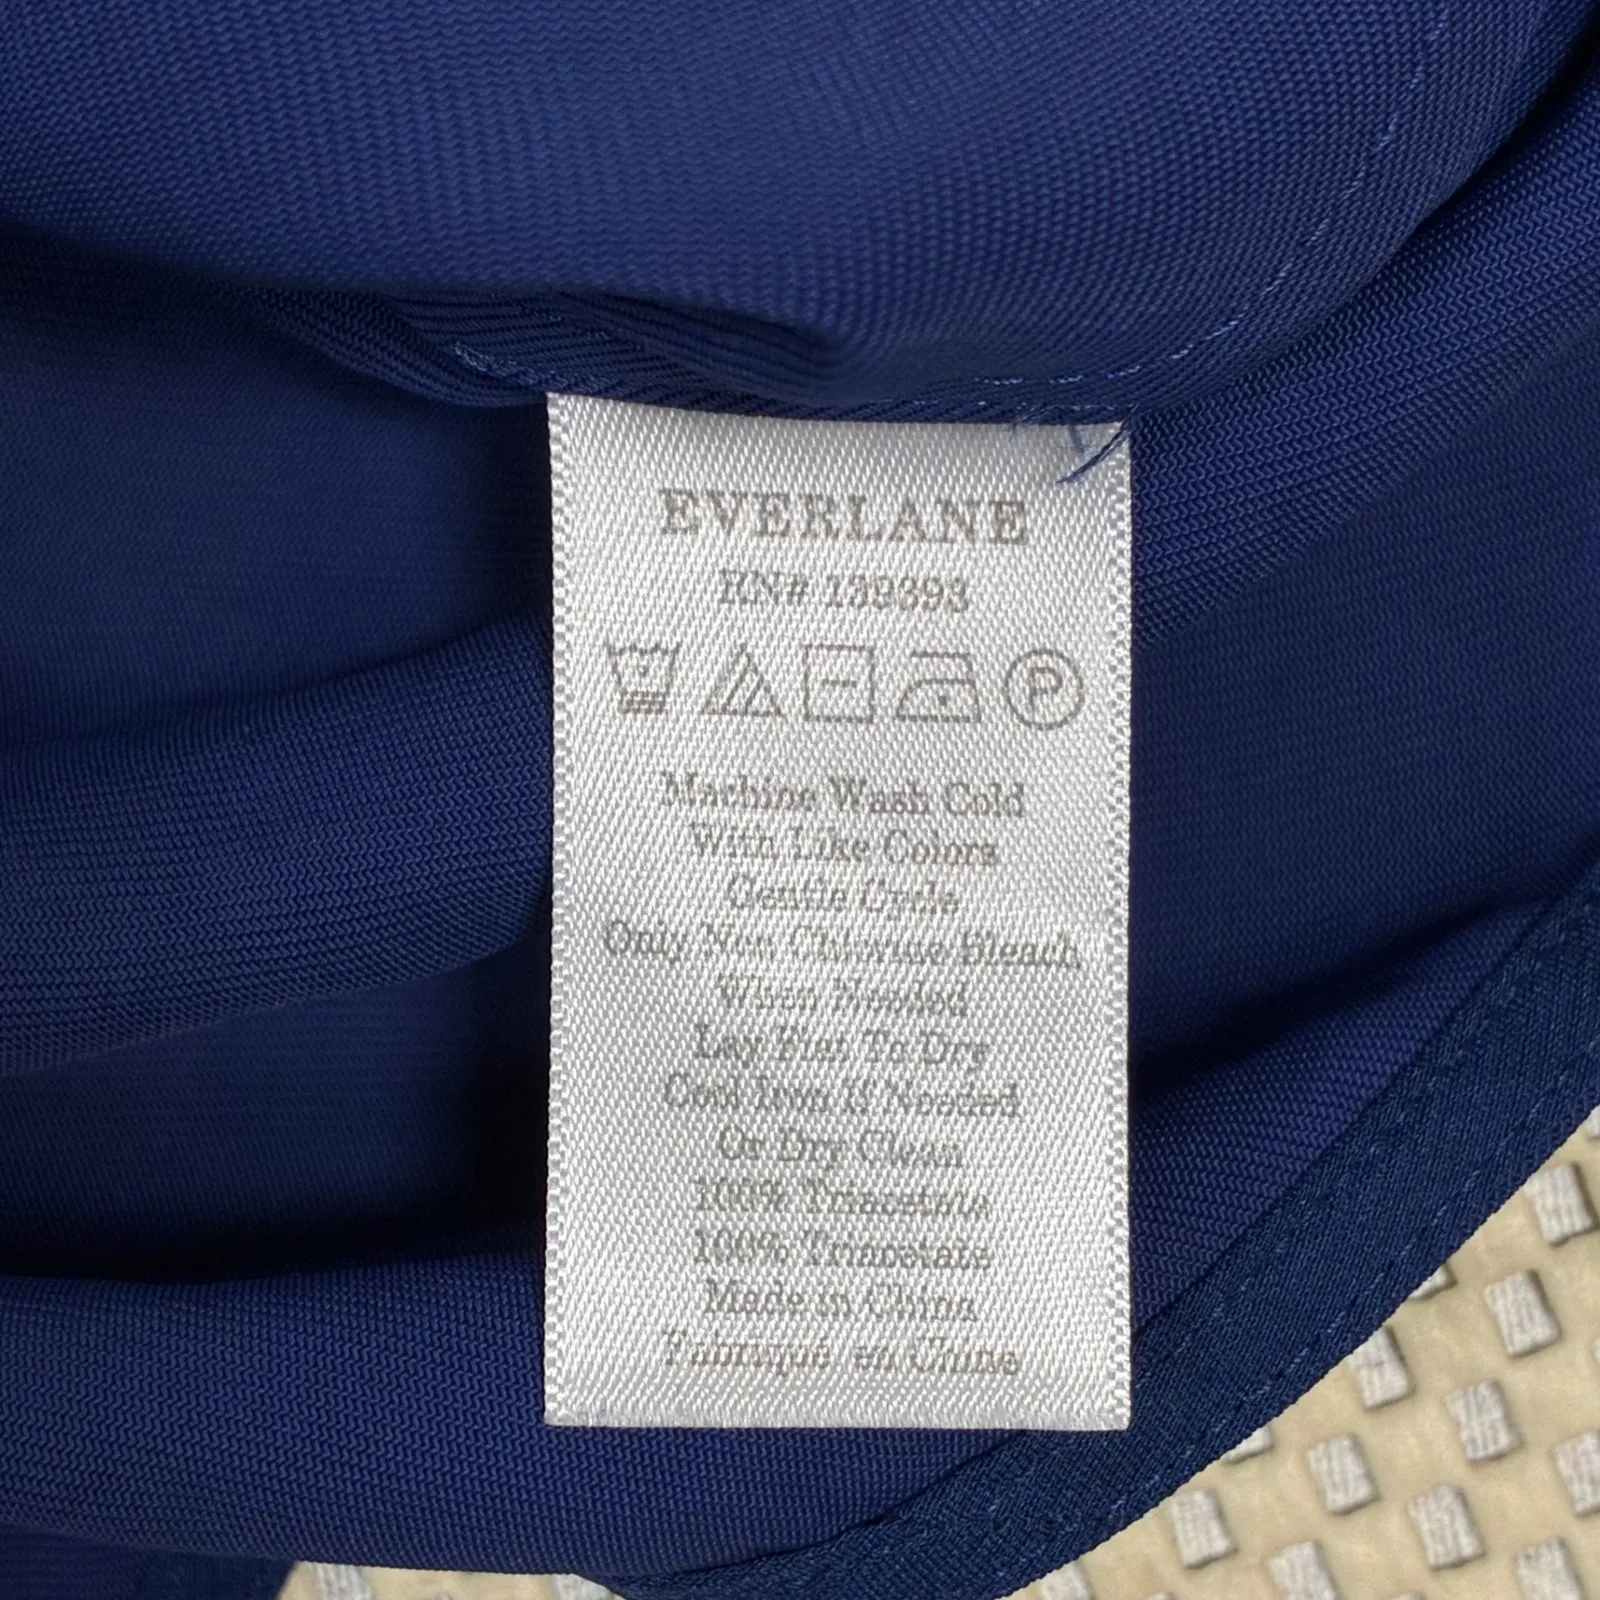 EVERLANE
RN# 139393
P
Machine Wash Cold
With Like Colors
Gentle Cycle
Only Non Chlorine Bleach
When Needed
Lay Flat To Dry
Cool Iron If Needed
Or Dry Clean
100% Triacetate
100% Triacetate
Made in China
Fabriqué en Chine